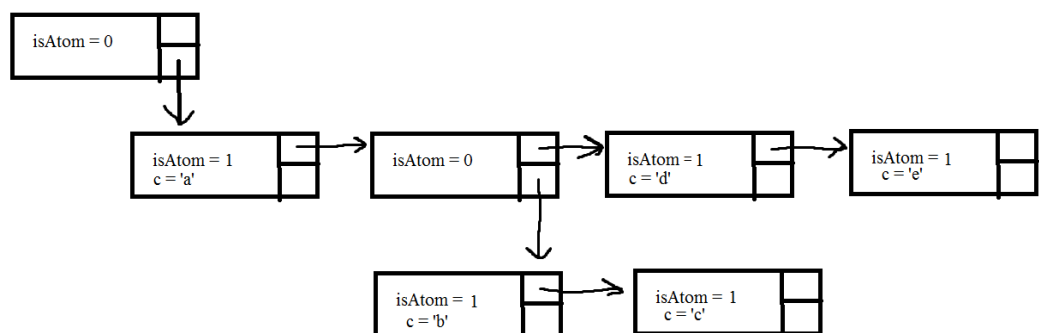 isAtom = 0
isAtom = 1
c = 'a'
isAtom = 0
isAtom = 1
c = 'd'
isAtom = 1
c = 'e'
isAtom = 1
c = 'b'
isAtom = 1
c = 'c'